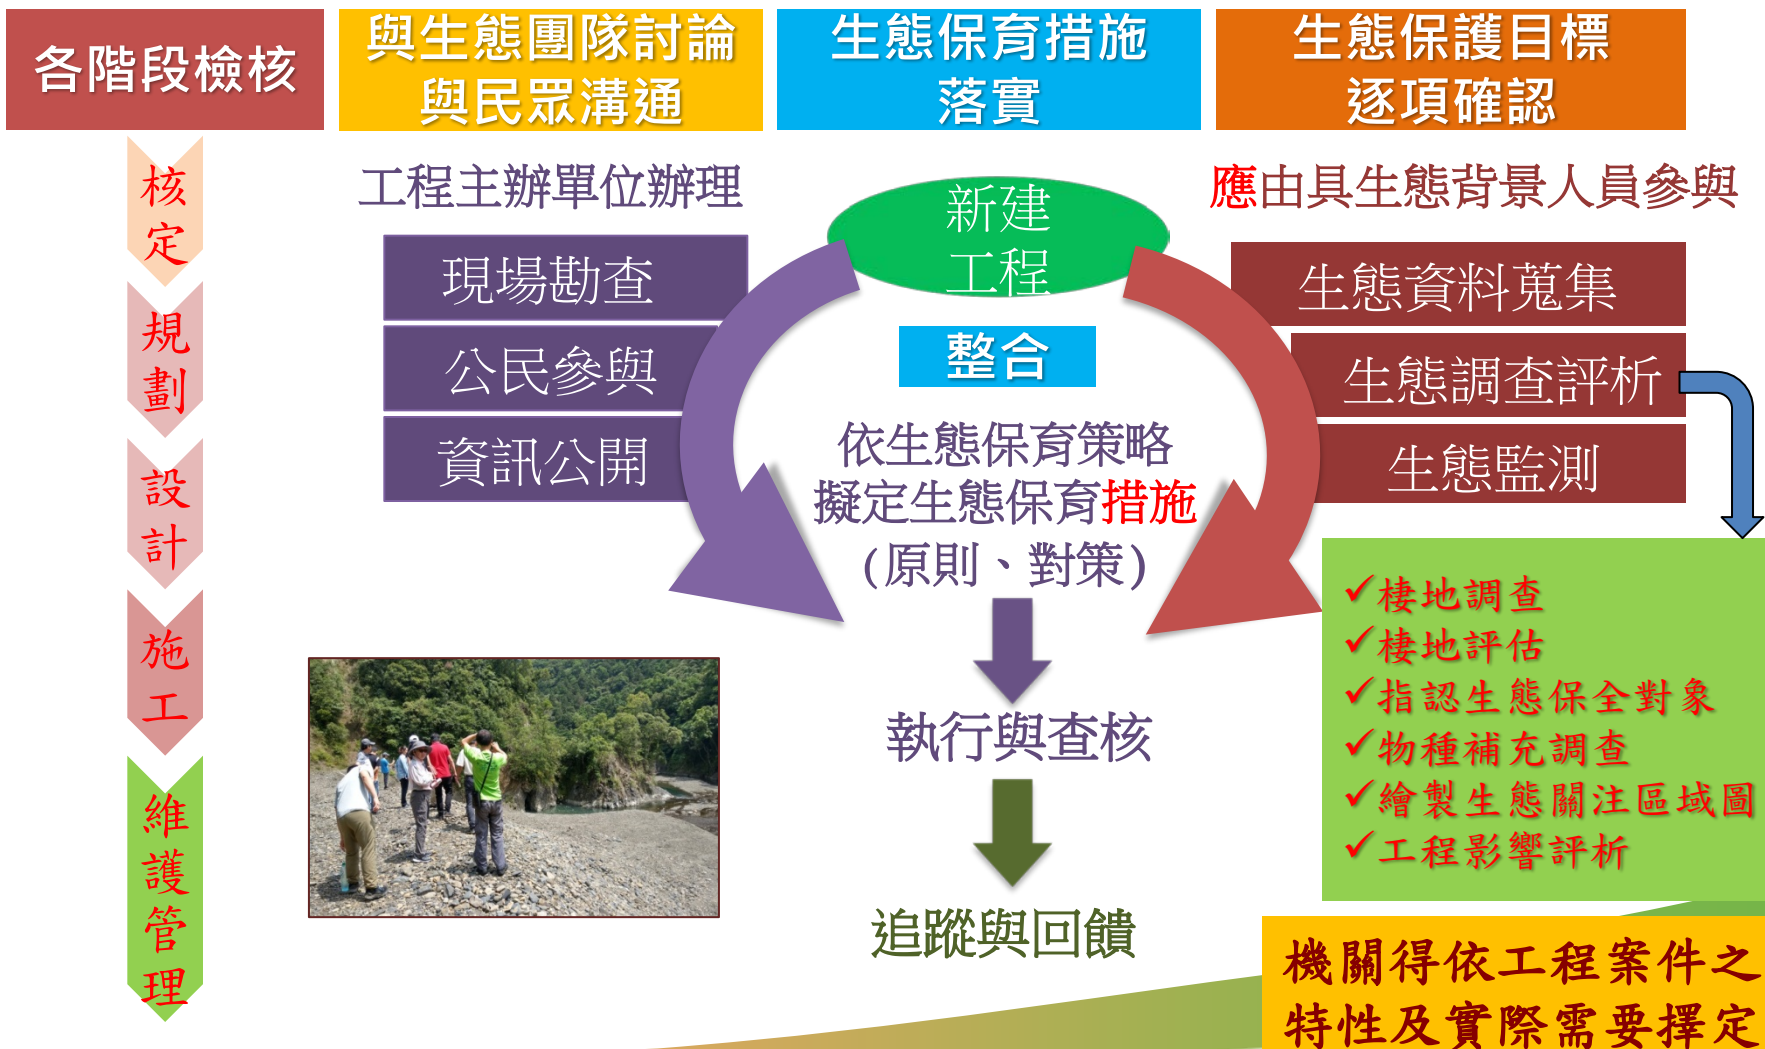 各階段檢核
與生態團隊討論
與民眾溝通
生態保育措施
落實
生態保護目標
逐項確認
核定
規劃
設計
施工
維護管理
工程主辦單位辦理
現場勘查
公民參與
資訊公開
新建
工程
整合
依生態保育策略
擬定生態保育措施
(原則、對策)
執行與查核
追蹤與回饋
應由具生態背景人員參與
生態資料蒐集
生態調查評析
生態監測
✓棲地調查
✓棲地評估
✓指認生態保全對象
✓物種補充調查
✓繪製生態關注區域圖
✓工程影響評析
機關得依工程案件之
特性及實際需要擇定